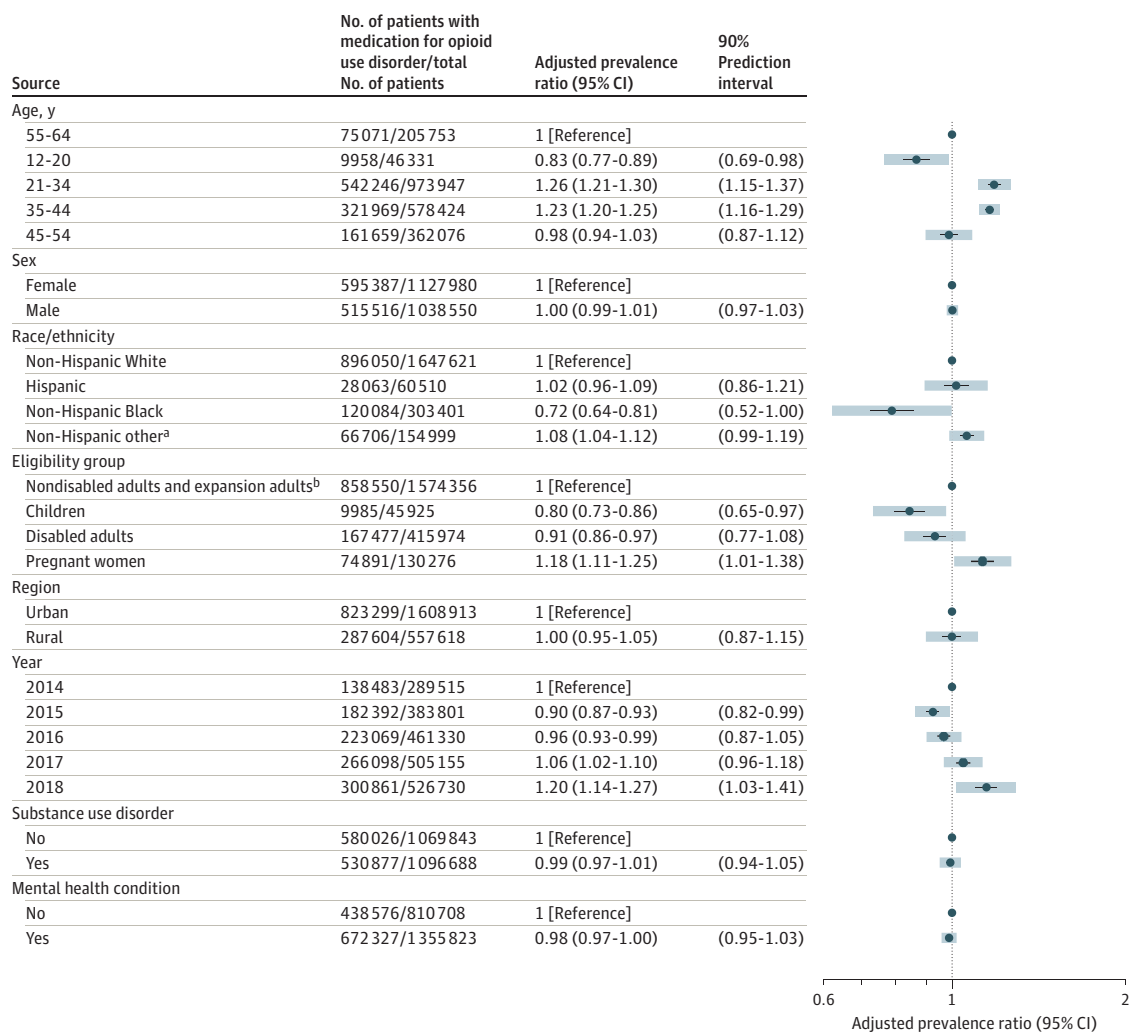 No. of patients with
medication for opioid
use disorder/total
No. of patients
Adjusted prevalence
ratio (95% CI)
90%
Prediction
interval
Source
Age, y
55-64 75071/205753 1 [Reference]
12-20 9958/46331 0.83 (0.77-0.89) (0.69-0.98)
21-34 542246/973947 1.26 (1.21-1.30) (1.15-1.37)
35-44 321969/578424 1.23 (1.20-1.25) (1.16-1.29)
45-54 161659/362076 0.98 (0.94-1.03) (0.87-1.12)
Sex
Female 595387/1127980 1 [Reference]
Male 515516/1038550 1.00 (0.99-1.01) (0.97-1.03)
Race/ethnicity
Non-Hispanic White 896050/1647621 1 [Reference]
Hispanic 28063/60510 1.02 (0.96-1.09) (0.86-1.21)
Non-Hispanic Black 120084/303401 0.72 (0.64-0.81) (0.52-1.00)
Non-Hispanic otherᵃ 66706/154999 1.08 (1.04-1.12) (0.99-1.19)
Eligibility group
Nondisabled adults and expansion adultsᵇ 858550/1574356 1 [Reference]
Children 9985/45925 0.80 (0.73-0.86) (0.65-0.97)
Disabled adults 167477/415974 0.91 (0.86-0.97) (0.77-1.08)
Pregnant women 74891/130276 1.18 (1.11-1.25) (1.01-1.38)
Region
Urban 823299/1608913 1 [Reference]
Rural 287604/557618 1.00 (0.95-1.05) (0.87-1.15)
Year
2014 138483/289515 1 [Reference]
2015 182392/383801 0.90 (0.87-0.93) (0.82-0.99)
2016 223069/461330 0.96 (0.93-0.99) (0.87-1.05)
2017 266098/505155 1.06 (1.02-1.10) (0.96-1.18)
2018 300861/526730 1.20 (1.14-1.27) (1.03-1.41)
Substance use disorder
No 580026/1069843 1 [Reference]
Yes 530877/1096688 0.99 (0.97-1.01) (0.94-1.05)
Mental health condition
No 438576/810708 1 [Reference]
Yes 672327/1355823 0.98 (0.97-1.00) (0.95-1.03)
0.6 1 2
Adjusted prevalence ratio (95% CI)